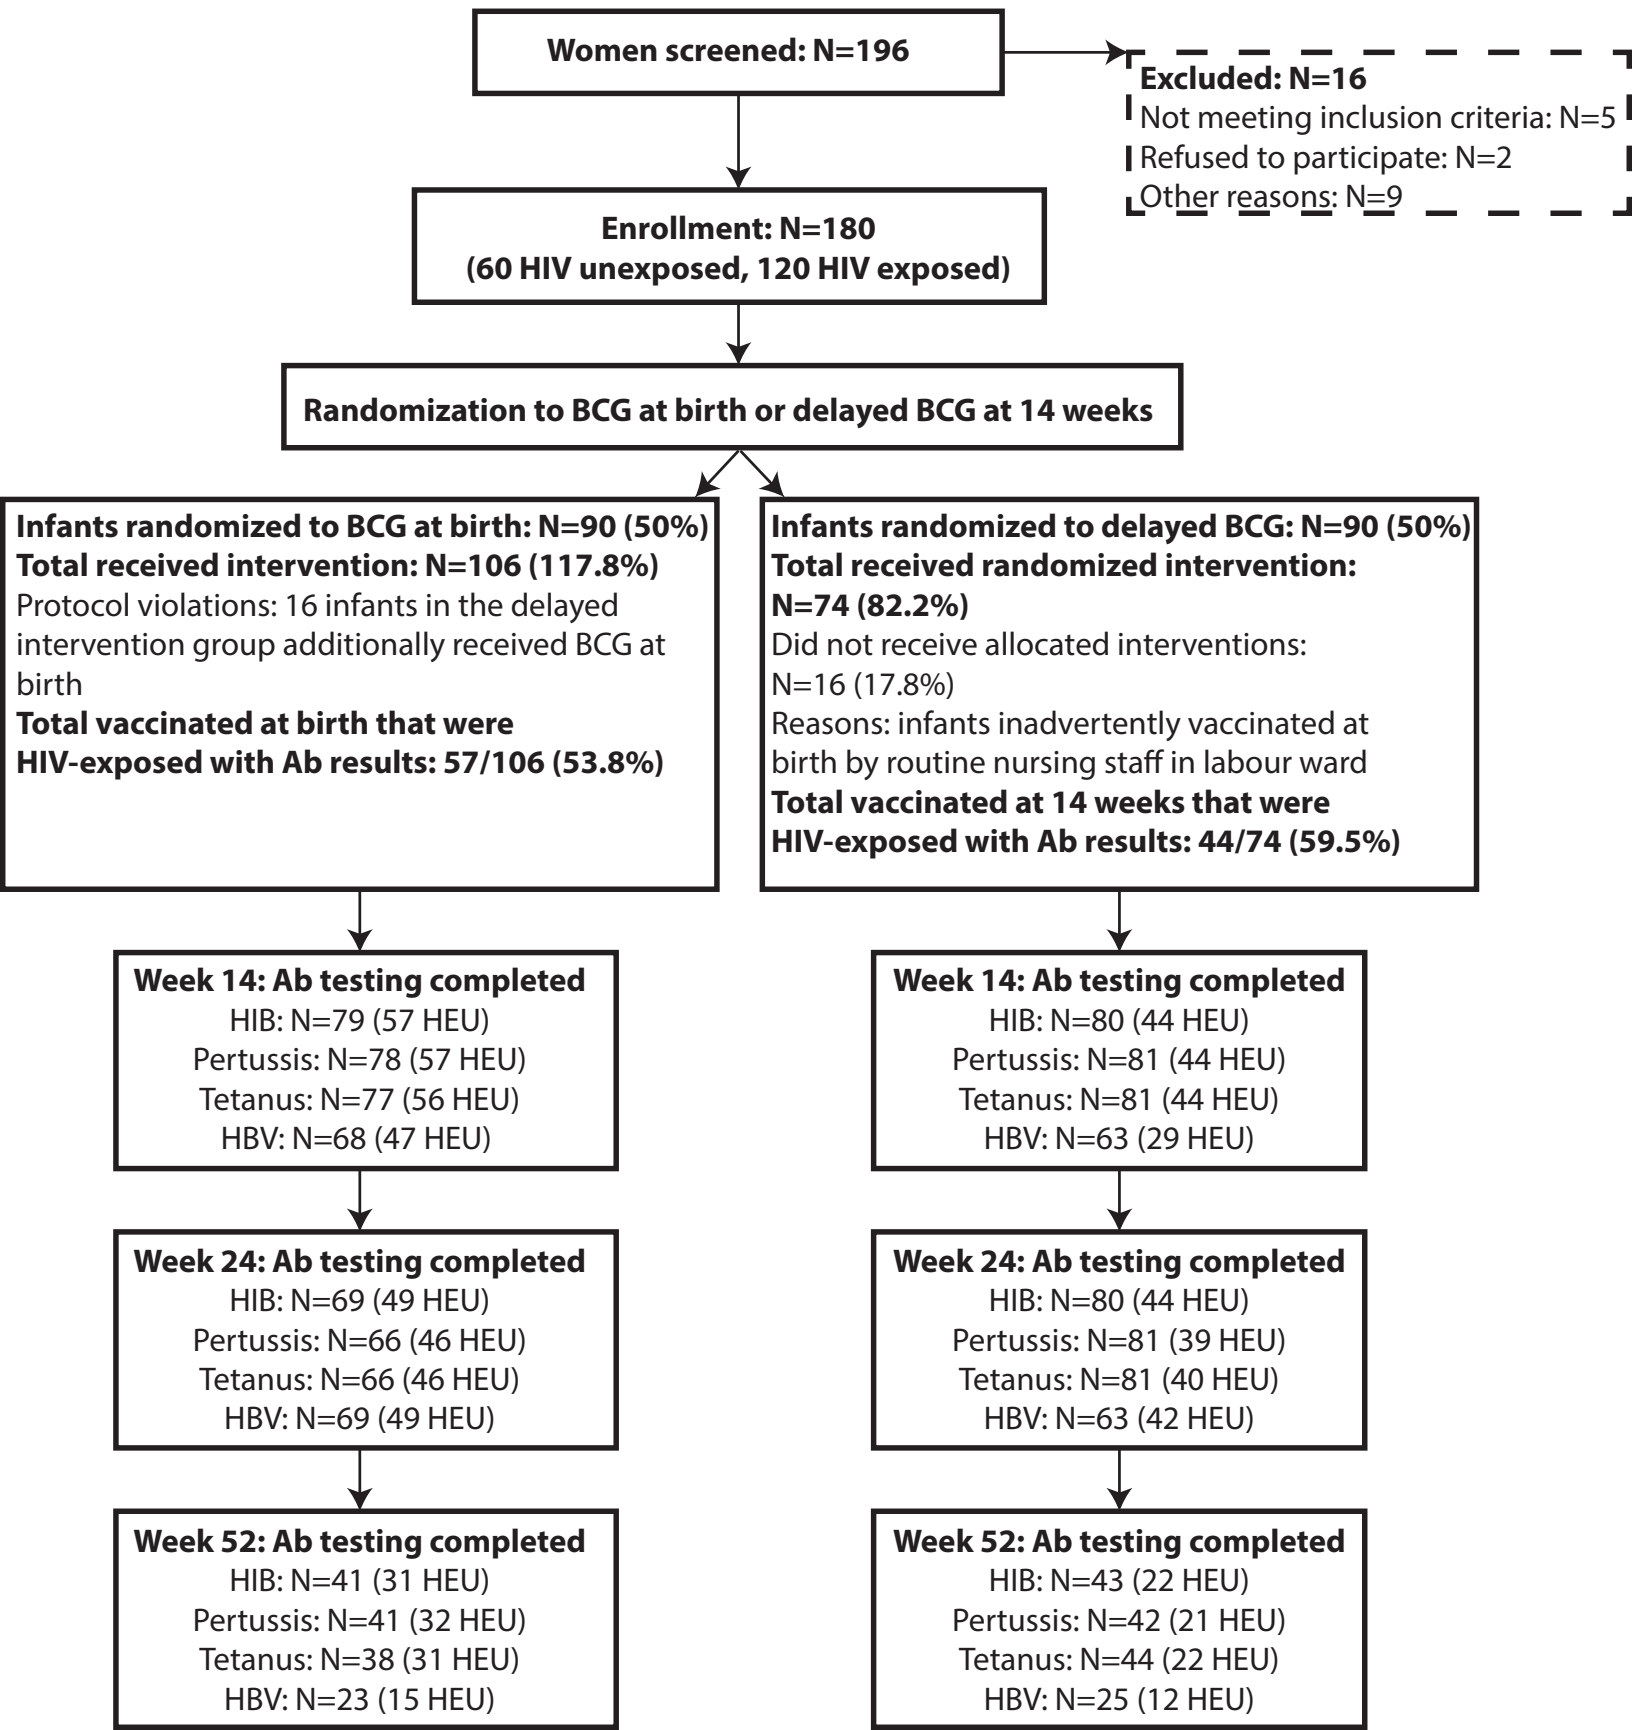 Women screened: N=196
Excluded: N=16
Not meeting inclusion criteria: N=5
Refused to participate: N=2
Other reasons: N=9
Enrollment: N=180
(60 HIV unexposed, 120 HIV exposed)
Randomization to BCG at birth or delayed BCG at 14 weeks
Infants randomized to BCG at birth: N=90 (50%)
Total received intervention: N=106 (117.8%)
Protocol violations: 16 infants in the delayed
intervention group additionally received BCG at
birth
Total vaccinated at birth that were
HIV-exposed with Ab results: 57/106 (53.8%)
Infants randomized to delayed BCG: N=90 (50%)
Total received randomized intervention:
N=74 (82.2%)
Did not receive allocated interventions:
N=16 (17.8%)
Reasons: infants inadvertently vaccinated at
birth by routine nursing staff in labour ward
Total vaccinated at 14 weeks that were
HIV-exposed with Ab results: 44/74 (59.5%)
Week 14: Ab testing completed
HIB: N=79 (57 HEU)
Pertussis: N=78 (57 HEU)
Tetanus: N=77 (56 HEU)
HBV: N=68 (47 HEU)
Week 14: Ab testing completed
HIB: N=80 (44 HEU)
Pertussis: N=81 (44 HEU)
Tetanus: N=81 (44 HEU)
HBV: N=63 (29 HEU)
Week 24: Ab testing completed
HIB: N=69 (49 HEU)
Pertussis: N=66 (46 HEU)
Tetanus: N=66 (46 HEU)
HBV: N=69 (49 HEU)
Week 24: Ab testing completed
HIB: N=80 (44 HEU)
Pertussis: N=81 (39 HEU)
Tetanus: N=81 (40 HEU)
HBV: N=63 (42 HEU)
Week 52: Ab testing completed
HIB: N=41 (31 HEU)
Pertussis: N=41 (32 HEU)
Tetanus: N=38 (31 HEU)
HBV: N=23 (15 HEU)
Week 52: Ab testing completed
HIB: N=43 (22 HEU)
Pertussis: N=42 (21 HEU)
Tetanus: N=44 (22 HEU)
HBV: N=25 (12 HEU)